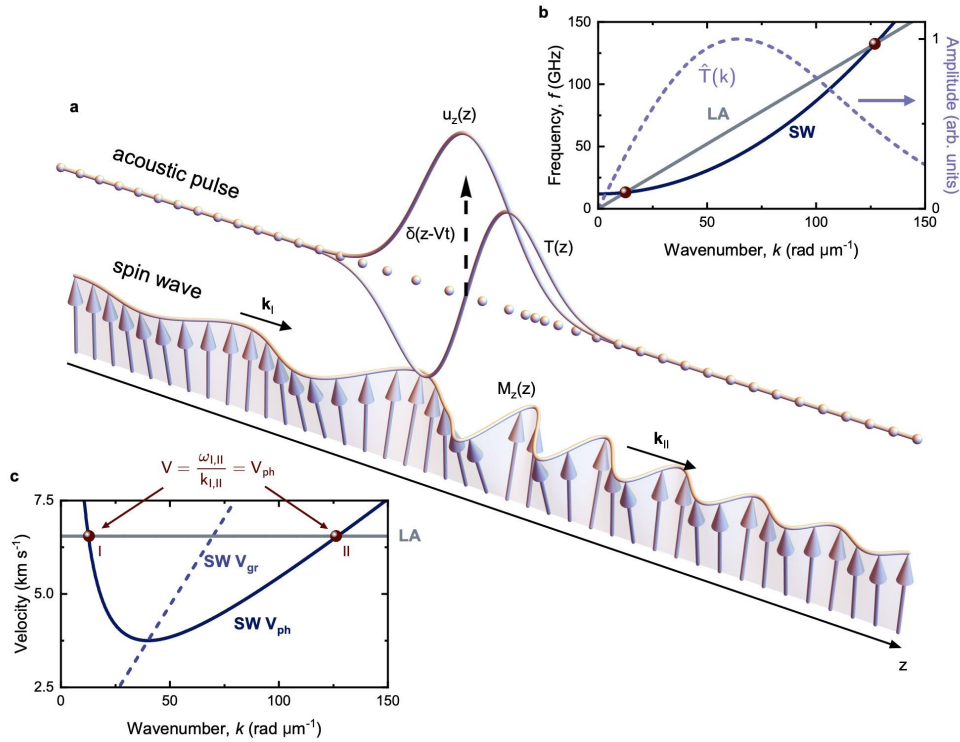 a
acoustic pulse
u_z(z)
δ(z-Vt)
T(z)
spin wave
k_I
M_z(z)
k_II
z
b
150
100
50
0
Frequency, f (GHz)
T̂(k)
LA
SW
1
0
Amplitude (arb. units)
0 50 100 150
Wavenumber, k (rad µm⁻¹)
c
V = ω_I,II / k_I,II = V_ph
7.5
5.0
2.5
Velocity (km s⁻¹)
I
II
LA
SW V_gr
SW V_ph
0 50 100 150
Wavenumber, k (rad µm⁻¹)